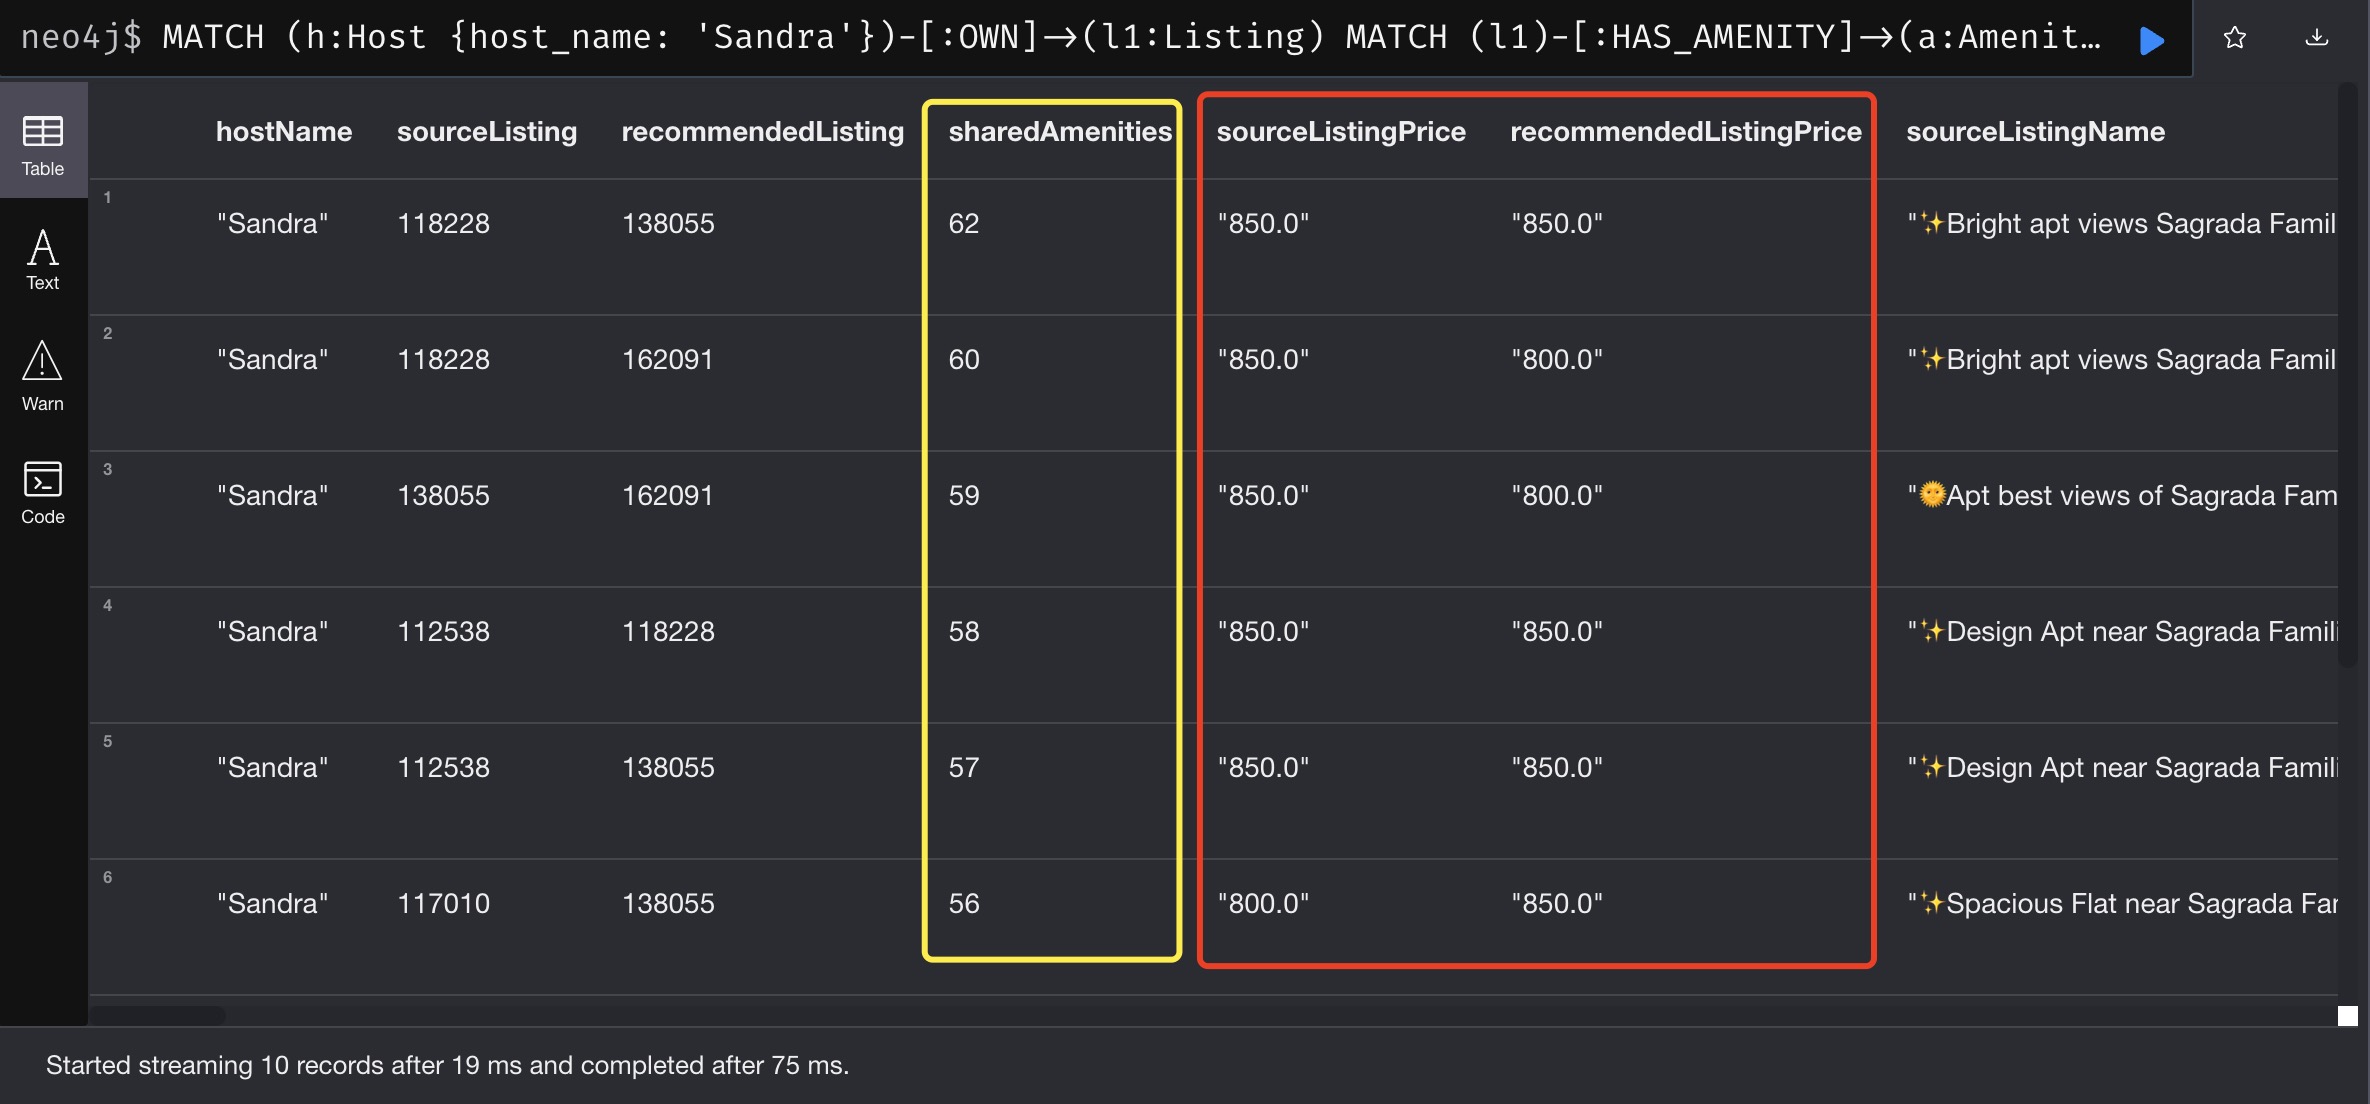 neo4j$ MATCH (h:Host {host_name: 'Sandra'})-[:OWN]→(l1:Listing) MATCH (l1)-[:HAS_AMENITY]→(a:Amenit…
Table
Text
Warn
Code
hostName sourceListing recommendedListing sharedAmenities sourceListingPrice recommendedListingPrice sourceListingName
1
"Sandra" 118228 138055 62 "850.0" "850.0" "✨Bright apt views Sagrada Famil
2
"Sandra" 118228 162091 60 "850.0" "800.0" "✨Bright apt views Sagrada Famil
3
"Sandra" 138055 162091 59 "850.0" "800.0" "🌞Apt best views of Sagrada Fam
4
"Sandra" 112538 118228 58 "850.0" "850.0" "✨Design Apt near Sagrada Famili
5
"Sandra" 112538 138055 57 "850.0" "850.0" "✨Design Apt near Sagrada Famili
6
"Sandra" 117010 138055 56 "800.0" "850.0" "✨Spacious Flat near Sagrada Far
Started streaming 10 records after 19 ms and completed after 75 ms.